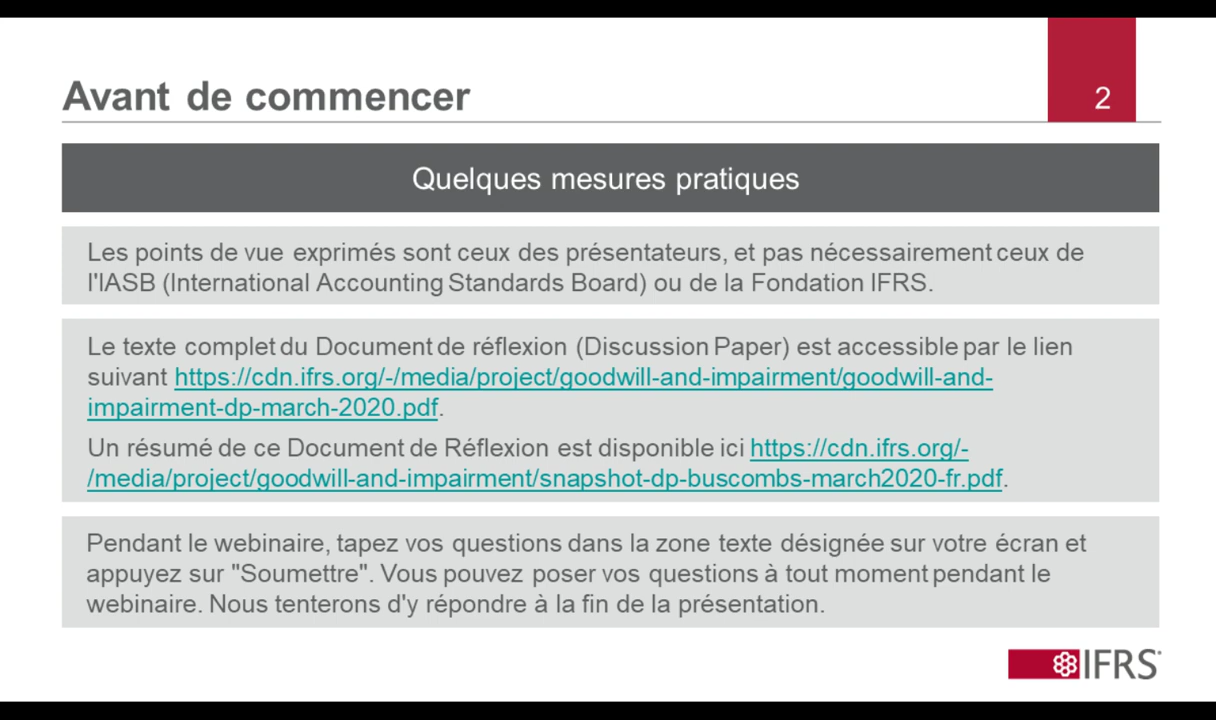 Avant de commencer
2
Quelques mesures pratiques
Les points de vue exprimés sont ceux des présentateurs, et pas nécessairement ceux de
l'IASB (International Accounting Standards Board) ou de la Fondation IFRS.
Le texte complet du Document de réflexion (Discussion Paper) est accessible par le lien
suivant https://cdn.ifrs.org/-/media/project/goodwill-and-impairment/goodwill-and-
impairment-dp-march-2020.pdf.
Un résumé de ce Document de Réflexion est disponible ici https://cdn.ifrs.org/-
/media/project/goodwill-and-impairment/snapshot-dp-buscombs-march2020-fr.pdf.
Pendant le webinaire, tapez vos questions dans la zone texte désignée sur votre écran et
appuyez sur "Soumettre". Vous pouvez poser vos questions à tout moment pendant le
webinaire. Nous tenterons d'y répondre à la fin de la présentation.
IFRS